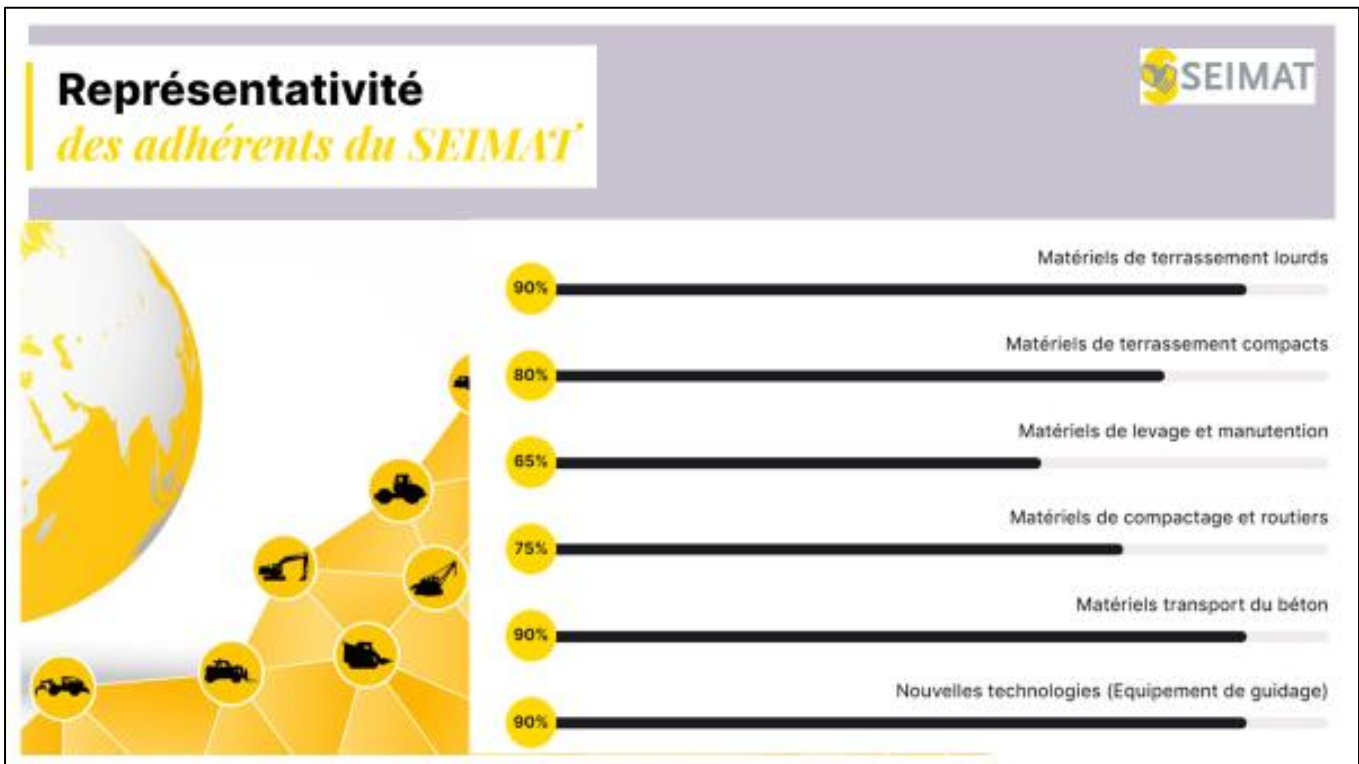 Représentativité
des adhérents du SEIMAT
SEIMAT
Matériels de terrassement lourds
90%
Matériels de terrassement compacts
80%
Matériels de levage et manutention
65%
Matériels de compactage et routiers
75%
Matériels transport du béton
90%
Nouvelles technologies (Equipement de guidage)
90%